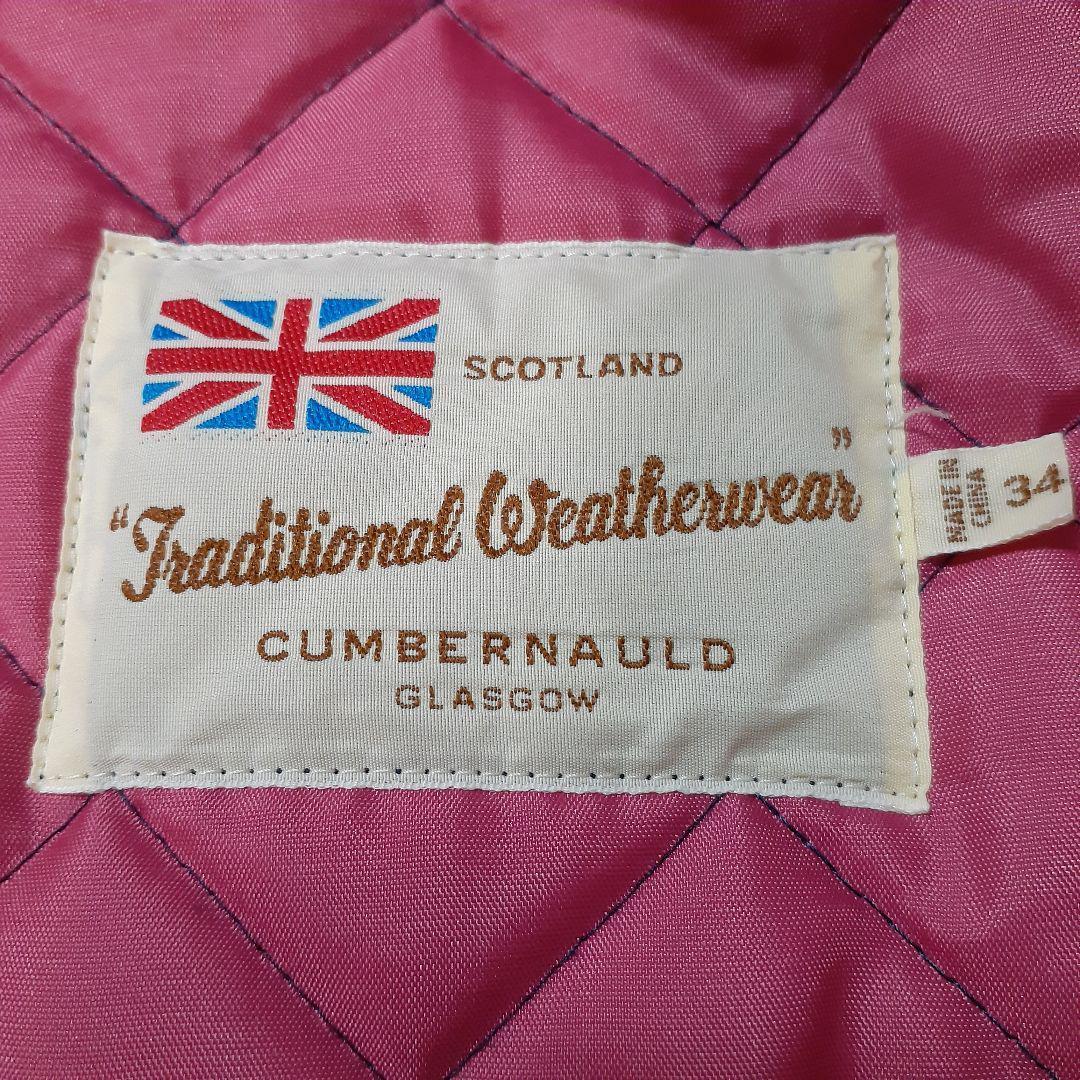 SCOTLAND
"Traditional Weatherwear"
CUMBERNAULD
GLASGOW
MADE IN
CHINA
34